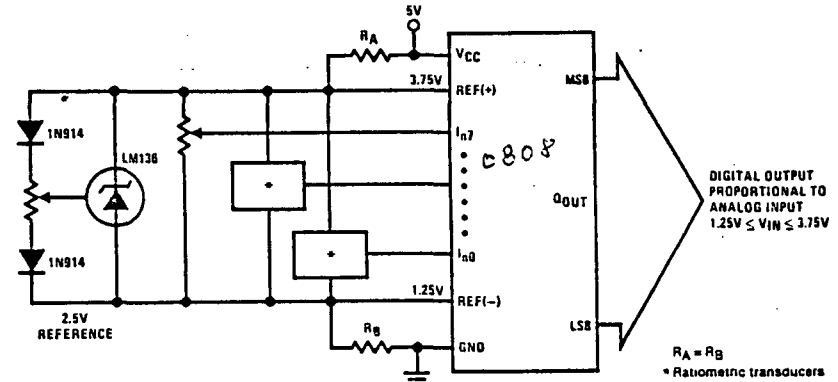 5V
RA
VCC
3.75V
REF(+)
MSB
1N914
LM136
In7
0808
*
QOUT
DIGITAL OUTPUT
PROPORTIONAL TO
ANALOG INPUT
1.25V ≤ VIN ≤ 3.75V
*
In0
1N914
1.25V
REF(−)
2.5V
REFERENCE
RB
GND
LSB
RA = RB
* Ratiometric transducers